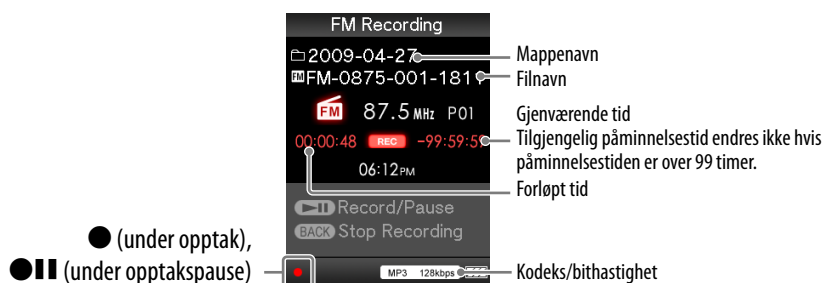 FM Recording
2009-04-27
Mappenavn
FM-0875-001-181
Filnavn
FM 87.5 MHz P01
Gjenværende tid
Tilgjengelig påminnelsestid endres ikke hvis
påminnelsestiden er over 99 timer.
00:00:48 REC -99:59:5
Forløpt tid
06:12PM
Record/Pause
BACK Stop Recording
● (under opptak),
●❚❚ (under opptakspause)
MP3 128kbps
Kodeks/bithastighet